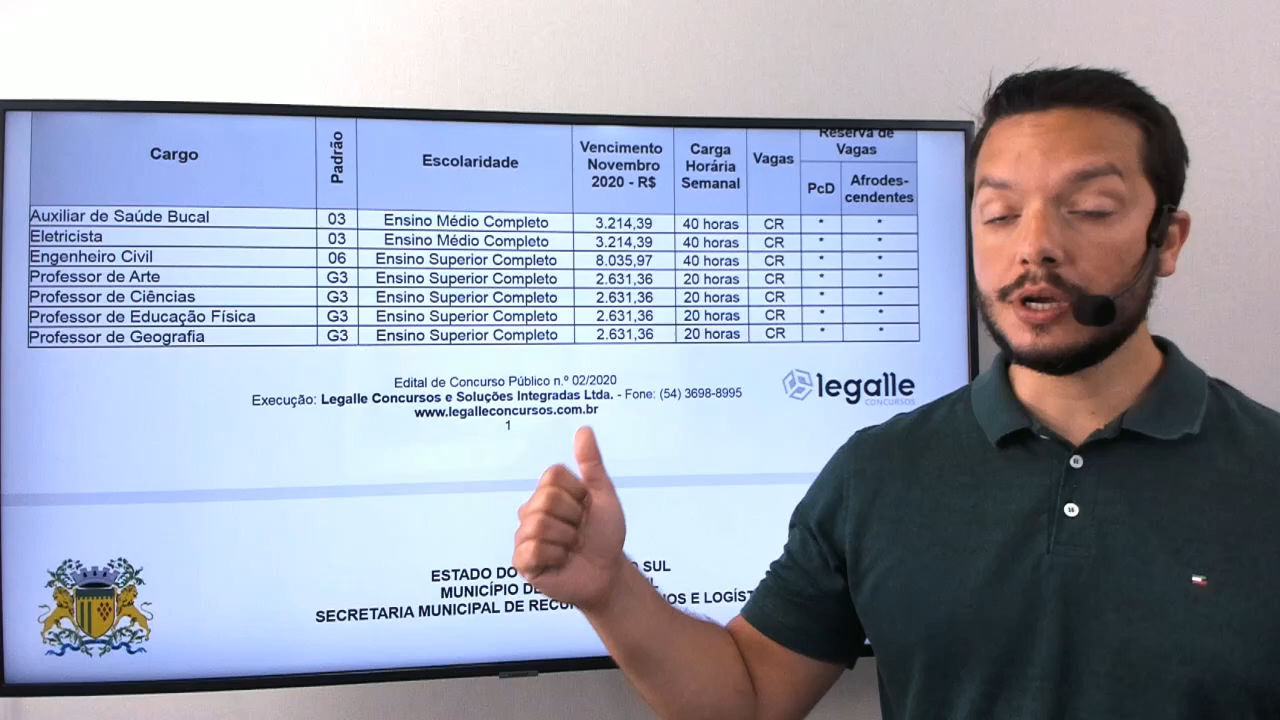 Cargo
Padrão
Escolaridade
Vencimento
Novembro
2020 - R$
Carga
Horária
Semanal
Vagas
Reserva de
Vagas
PcD
Afrodes-
cendentes
Auxiliar de Saúde Bucal 03 Ensino Médio Completo 3.214,39 40 horas CR * *
Eletricista 03 Ensino Médio Completo 3.214,39 40 horas CR * *
Engenheiro Civil 06 Ensino Superior Completo 8.035,97 40 horas CR * *
Professor de Arte G3 Ensino Superior Completo 2.631,36 20 horas CR * *
Professor de Ciências G3 Ensino Superior Completo 2.631,36 20 horas CR * *
Professor de Educação Física G3 Ensino Superior Completo 2.631,36 20 horas CR * *
Professor de Geografia G3 Ensino Superior Completo 2.631,36 20 horas CR * *
Edital de Concurso Público n.º 02/2020
Execução: Legalle Concursos e Soluções Integradas Ltda. - Fone: (54) 3698-8995
www.legalleconcursos.com.br
1
legalle
CONCURSOS
ESTADO DO SUL
MUNICÍPIO DE
SECRETARIA MUNICIPAL DE E